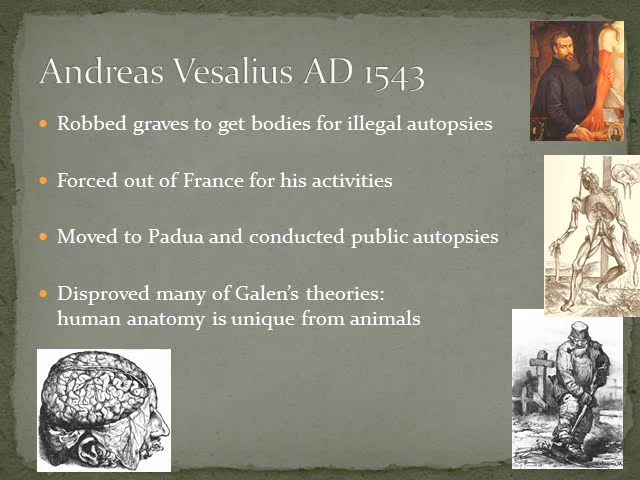 Andreas Vesalius AD 1543
Robbed graves to get bodies for illegal autopsies
Forced out of France for his activities
Moved to Padua and conducted public autopsies
Disproved many of Galen's theories:
human anatomy is unique from animals